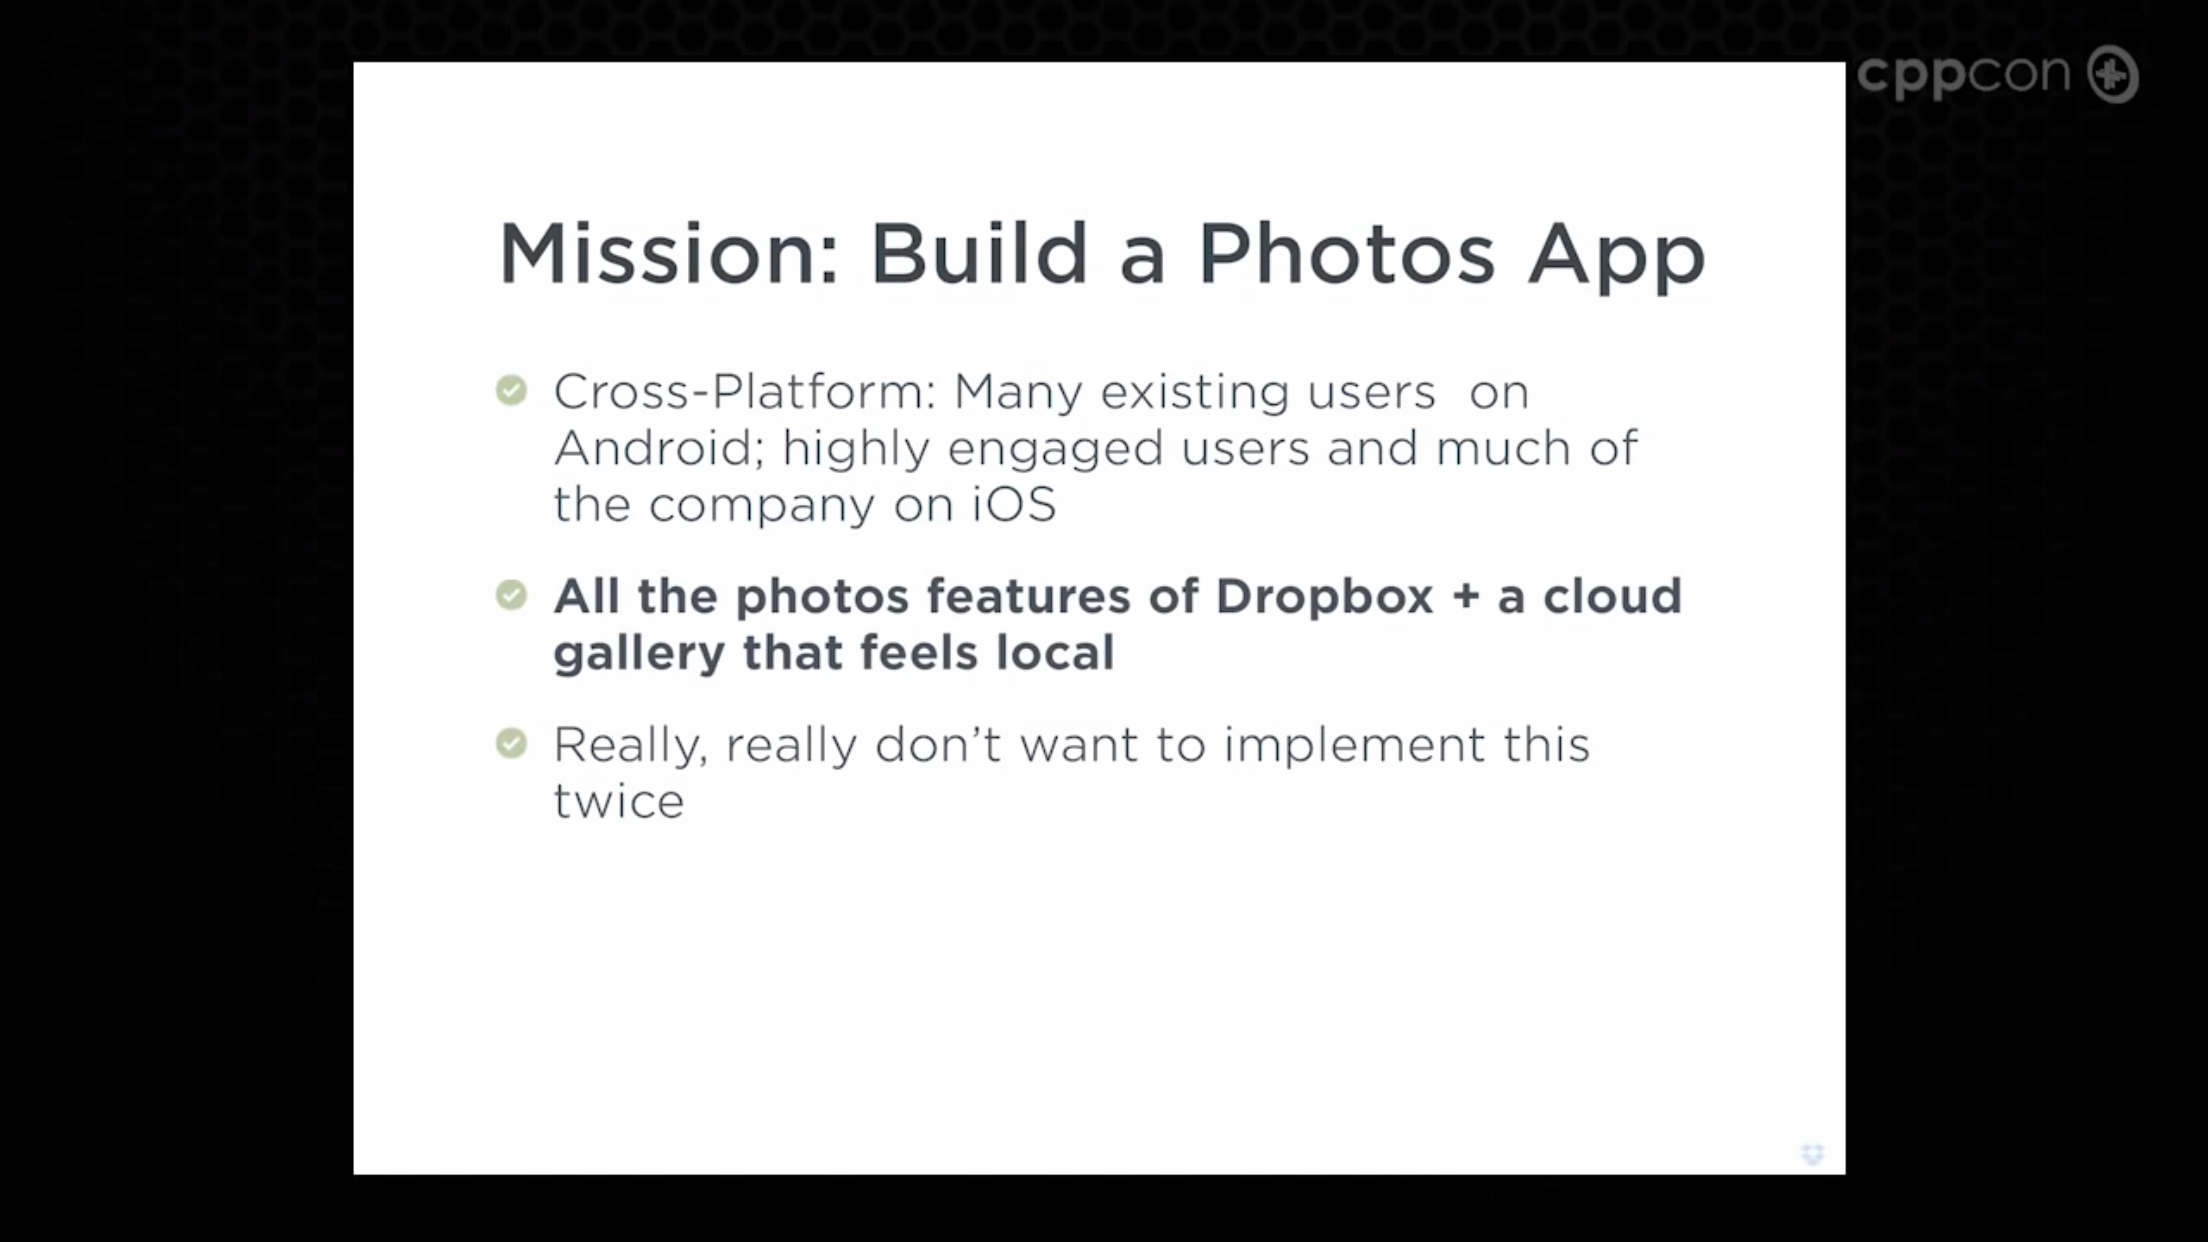 cppcon
Mission: Build a Photos App
Cross-Platform: Many existing users  on
Android; highly engaged users and much of
the company on iOS
All the photos features of Dropbox + a cloud
gallery that feels local
Really, really don’t want to implement this
twice